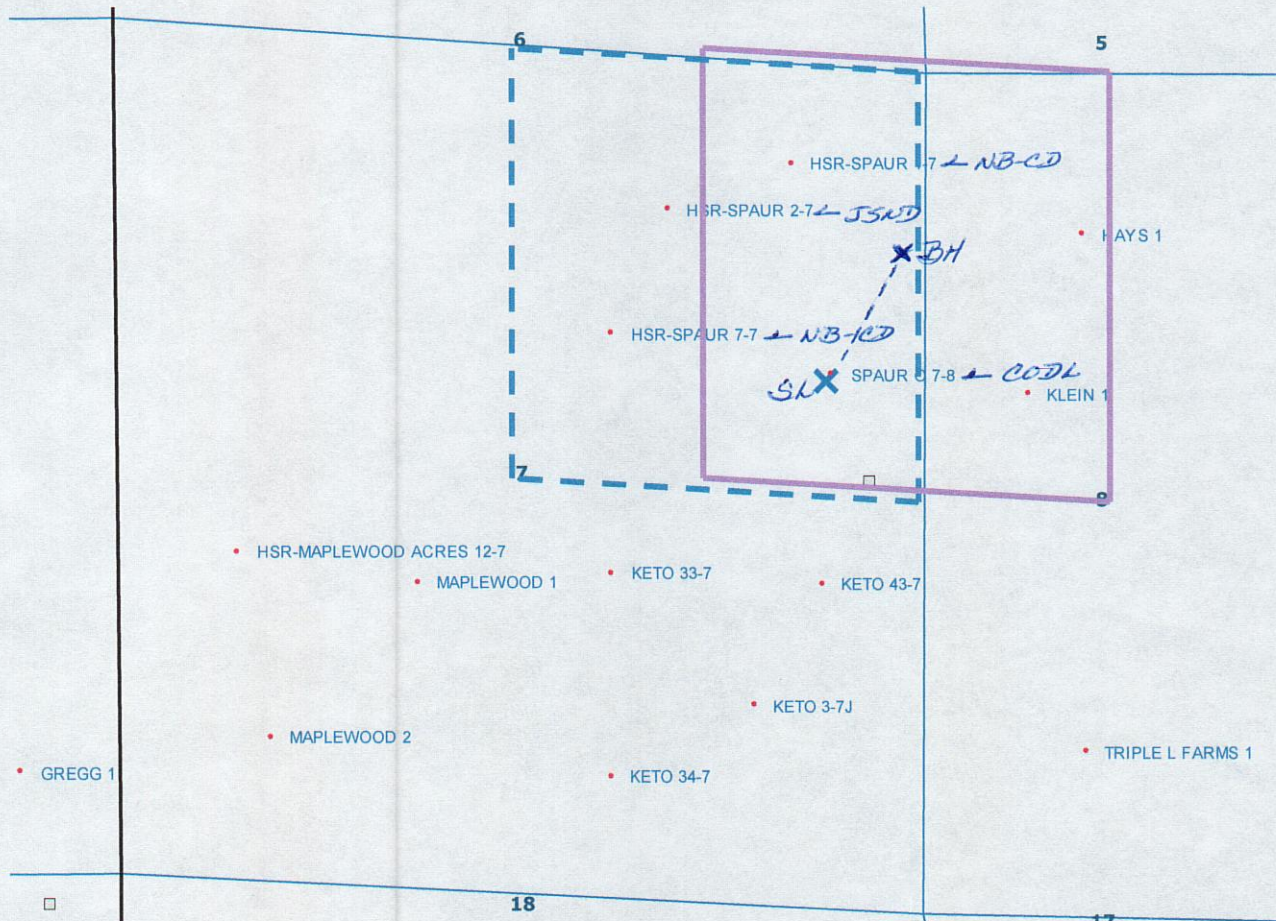 6
5
HSR-SPAUR -7 ← NB-CD
HSR-SPAUR 2-7 ← JSND
HAYS 1
X BH
HSR-SPAUR 7-7 ← NB-CD
SPAUR C 7-8 ← CODL
SL X
KLEIN 1
7
8
HSR-MAPLEWOOD ACRES 12-7
MAPLEWOOD 1
KETO 33-7
KETO 43-7
KETO 3-7J
MAPLEWOOD 2
TRIPLE L FARMS 1
GREGG 1
KETO 34-7
18
17